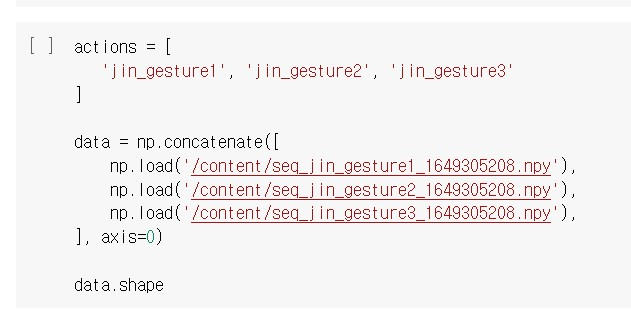 [ ] actions = [
'jin_gesture1', 'jin_gesture2', 'jin_gesture3'
]
data = np.concatenate([
np.load('/content/seq_jin_gesture1_1649305208.npy'),
np.load('/content/seq_jin_gesture2_1649305208.npy'),
np.load('/content/seq_jin_gesture3_1649305208.npy'),
], axis=0)
data.shape